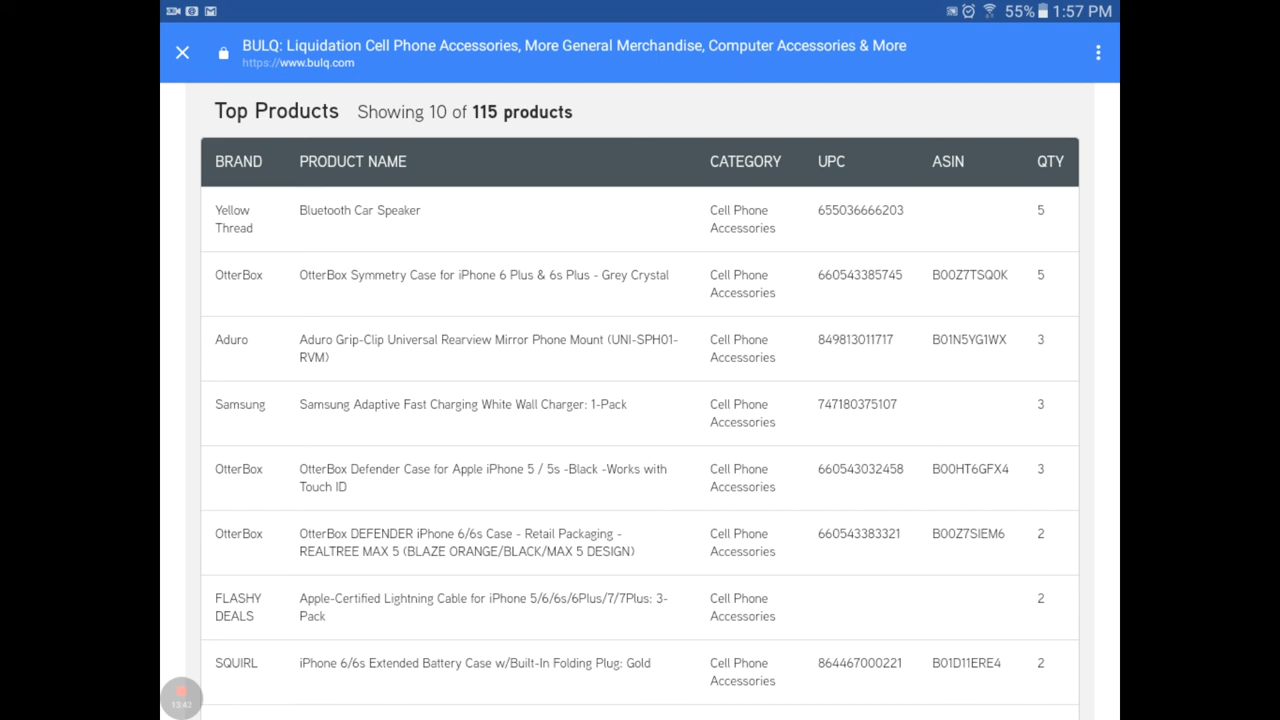 55% 1:57 PM
BULQ: Liquidation Cell Phone Accessories, More General Merchandise, Computer Accessories & More
https://www.bulq.com
Top Products Showing 10 of 115 products
BRAND PRODUCT NAME CATEGORY UPC ASIN QTY
Yellow Bluetooth Car Speaker Cell Phone 655036666203 5
Thread Accessories
OtterBox OtterBox Symmetry Case for iPhone 6 Plus & 6s Plus - Grey Crystal Cell Phone 660543385745 B00Z7TSQ0K 5
Accessories
Aduro Aduro Grip-Clip Universal Rearview Mirror Phone Mount (UNI-SPH01- Cell Phone 849813011717 B01N5YG1WX 3
RVM) Accessories
Samsung Samsung Adaptive Fast Charging White Wall Charger: 1-Pack Cell Phone 747180375107 3
Accessories
OtterBox OtterBox Defender Case for Apple iPhone 5 / 5s -Black -Works with Cell Phone 660543032458 B00HT6GFX4 3
Touch ID Accessories
OtterBox OtterBox DEFENDER iPhone 6/6s Case - Retail Packaging - Cell Phone 660543383321 B00Z7SIEM6 2
REALTREE MAX 5 (BLAZE ORANGE/BLACK/MAX 5 DESIGN) Accessories
FLASHY Apple-Certified Lightning Cable for iPhone 5/6/6s/6Plus/7/7Plus: 3- Cell Phone 2
DEALS Pack Accessories
SQUIRL iPhone 6/6s Extended Battery Case w/Built-In Folding Plug: Gold Cell Phone 864467000221 B01D11ERE4 2
Accessories